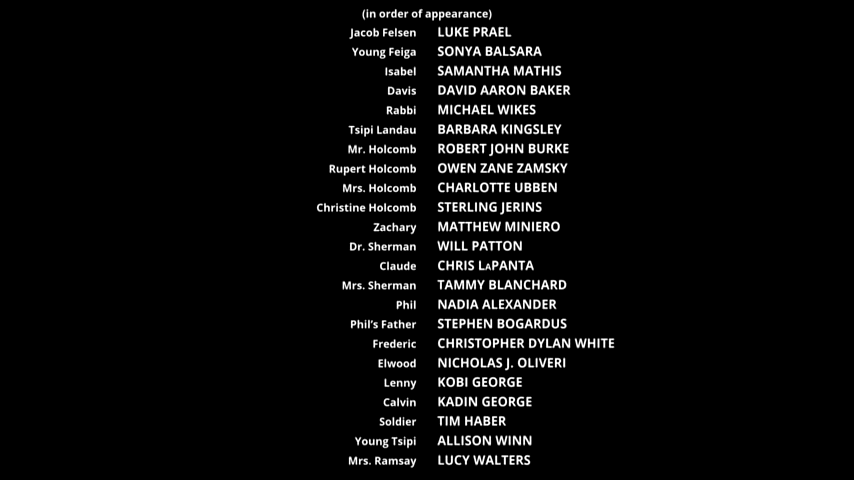 (in order of appearance)
Jacob Felsen LUKE PRAEL
Young Feiga SONYA BALSARA
Isabel SAMANTHA MATHIS
Davis DAVID AARON BAKER
Rabbi MICHAEL WIKES
Tsipi Landau BARBARA KINGSLEY
Mr. Holcomb ROBERT JOHN BURKE
Rupert Holcomb OWEN ZANE ZAMSKY
Mrs. Holcomb CHARLOTTE UBBEN
Christine Holcomb STERLING JERINS
Zachary MATTHEW MINIERO
Dr. Sherman WILL PATTON
Claude CHRIS LAPANTA
Mrs. Sherman TAMMY BLANCHARD
Phil NADIA ALEXANDER
Phil's Father STEPHEN BOGARDUS
Frederic CHRISTOPHER DYLAN WHITE
Elwood NICHOLAS J. OLIVERI
Lenny KOBI GEORGE
Calvin KADIN GEORGE
Soldier TIM HABER
Young Tsipi ALLISON WINN
Mrs. Ramsay LUCY WALTERS